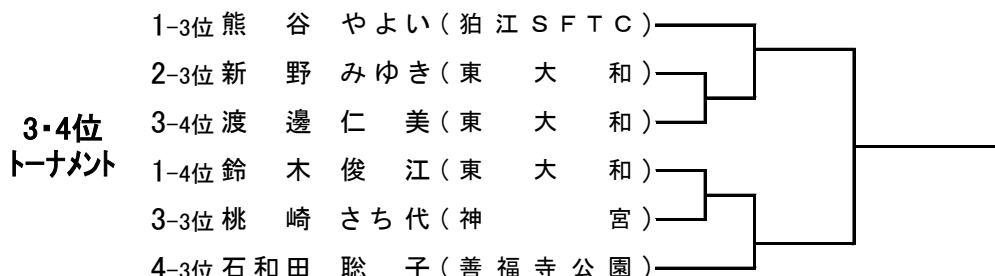 1-3位 熊谷 やよい (狛江SFTC)
2-3位 新野 みゆき (東大和)
3-4位 渡邊 仁美 (東大和)
3・4位
トーナメント
1-4位 鈴木 俊江 (東大和)
3-3位 桃崎 さち代 (神宮)
4-3位 石和田 聡子 (善福寺公園)